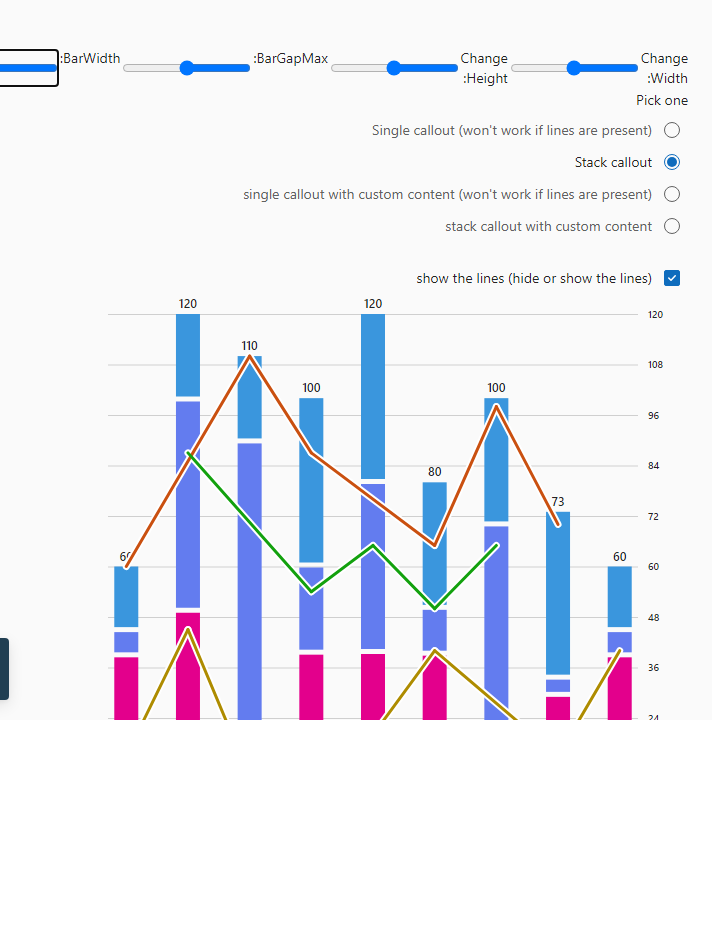 :BarWidth
:BarGapMax
Change
:Height
Change
:Width
Pick one
Single callout (won't work if lines are present)
Stack callout
single callout with custom content (won't work if lines are present)
stack callout with custom content
show the lines (hide or show the lines)
120
120
110
100
100
80
73
60
60
120
108
96
84
72
60
48
36
24